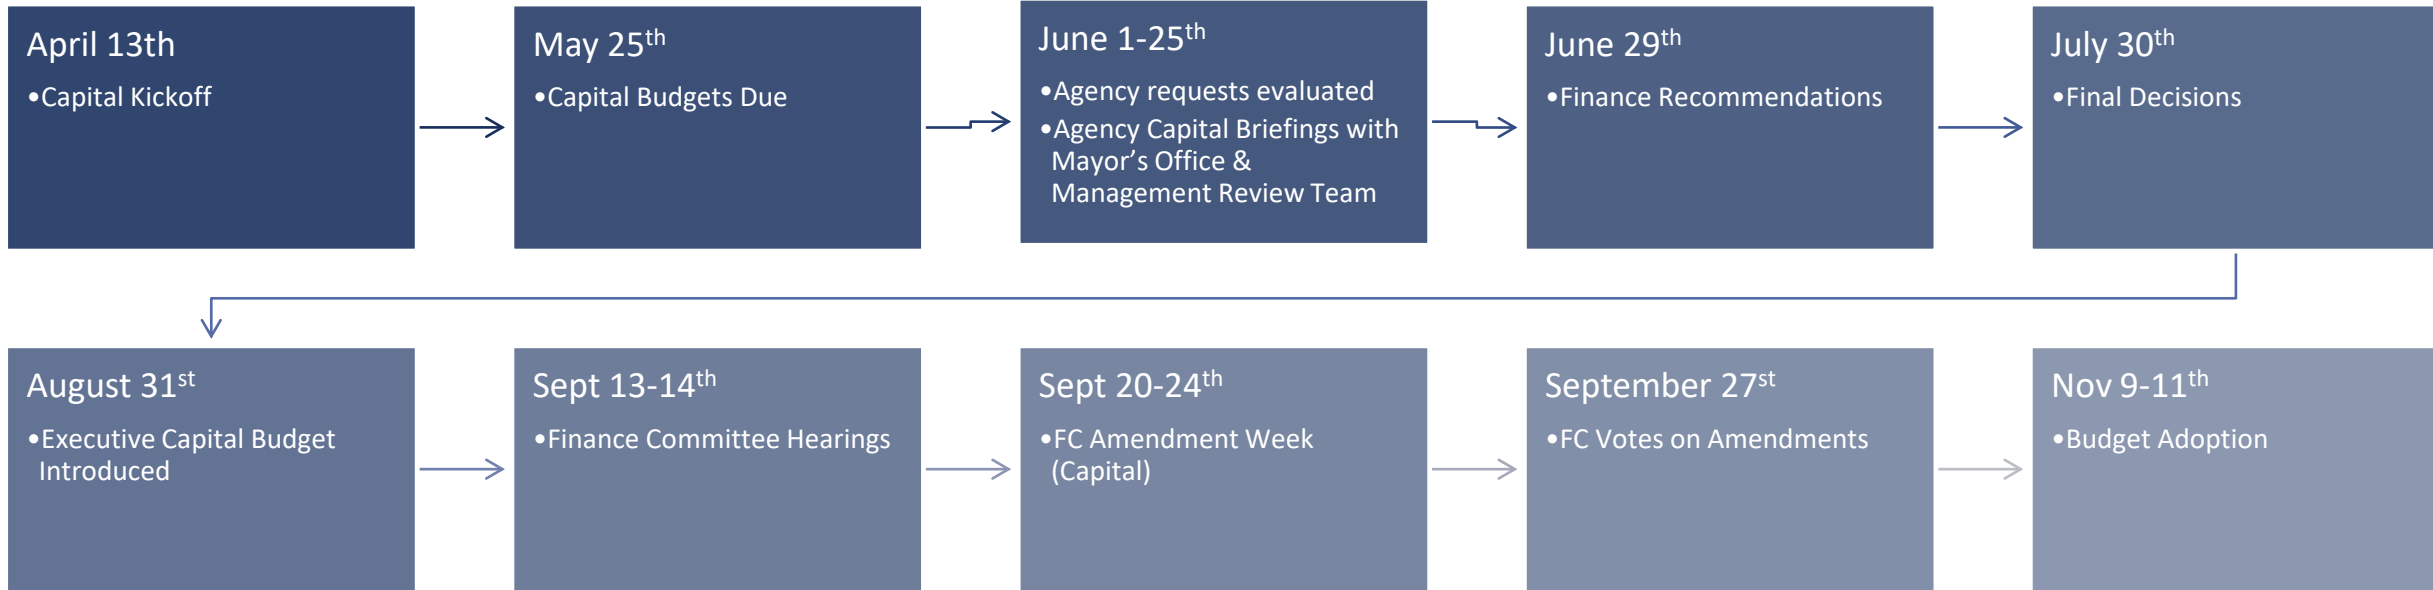 April 13th
•Capital Kickoff
May 25th
•Capital Budgets Due
June 1-25th
•Agency requests evaluated
•Agency Capital Briefings with
Mayor’s Office &
Management Review Team
June 29th
•Finance Recommendations
July 30th
•Final Decisions
August 31st
•Executive Capital Budget
Introduced
Sept 13-14th
•Finance Committee Hearings
Sept 20-24th
•FC Amendment Week
(Capital)
September 27st
•FC Votes on Amendments
Nov 9-11th
•Budget Adoption